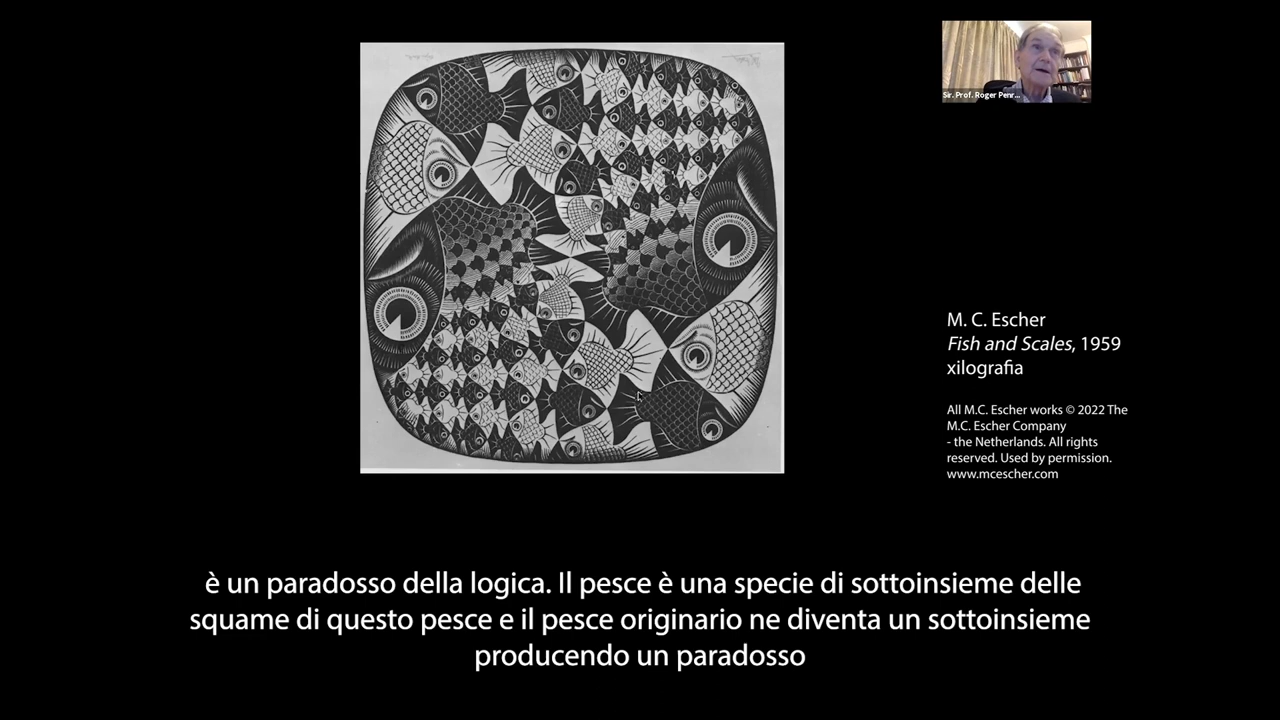 Sir. Prof. Roger Penr...
M. C. Escher
Fish and Scales, 1959
xilografia
All M.C. Escher works © 2022 The
M.C. Escher Company
- the Netherlands. All rights
reserved. Used by permission.
www.mcescher.com
è un paradosso della logica. Il pesce è una specie di sottoinsieme delle
squame di questo pesce e il pesce originario ne diventa un sottoinsieme
producendo un paradosso